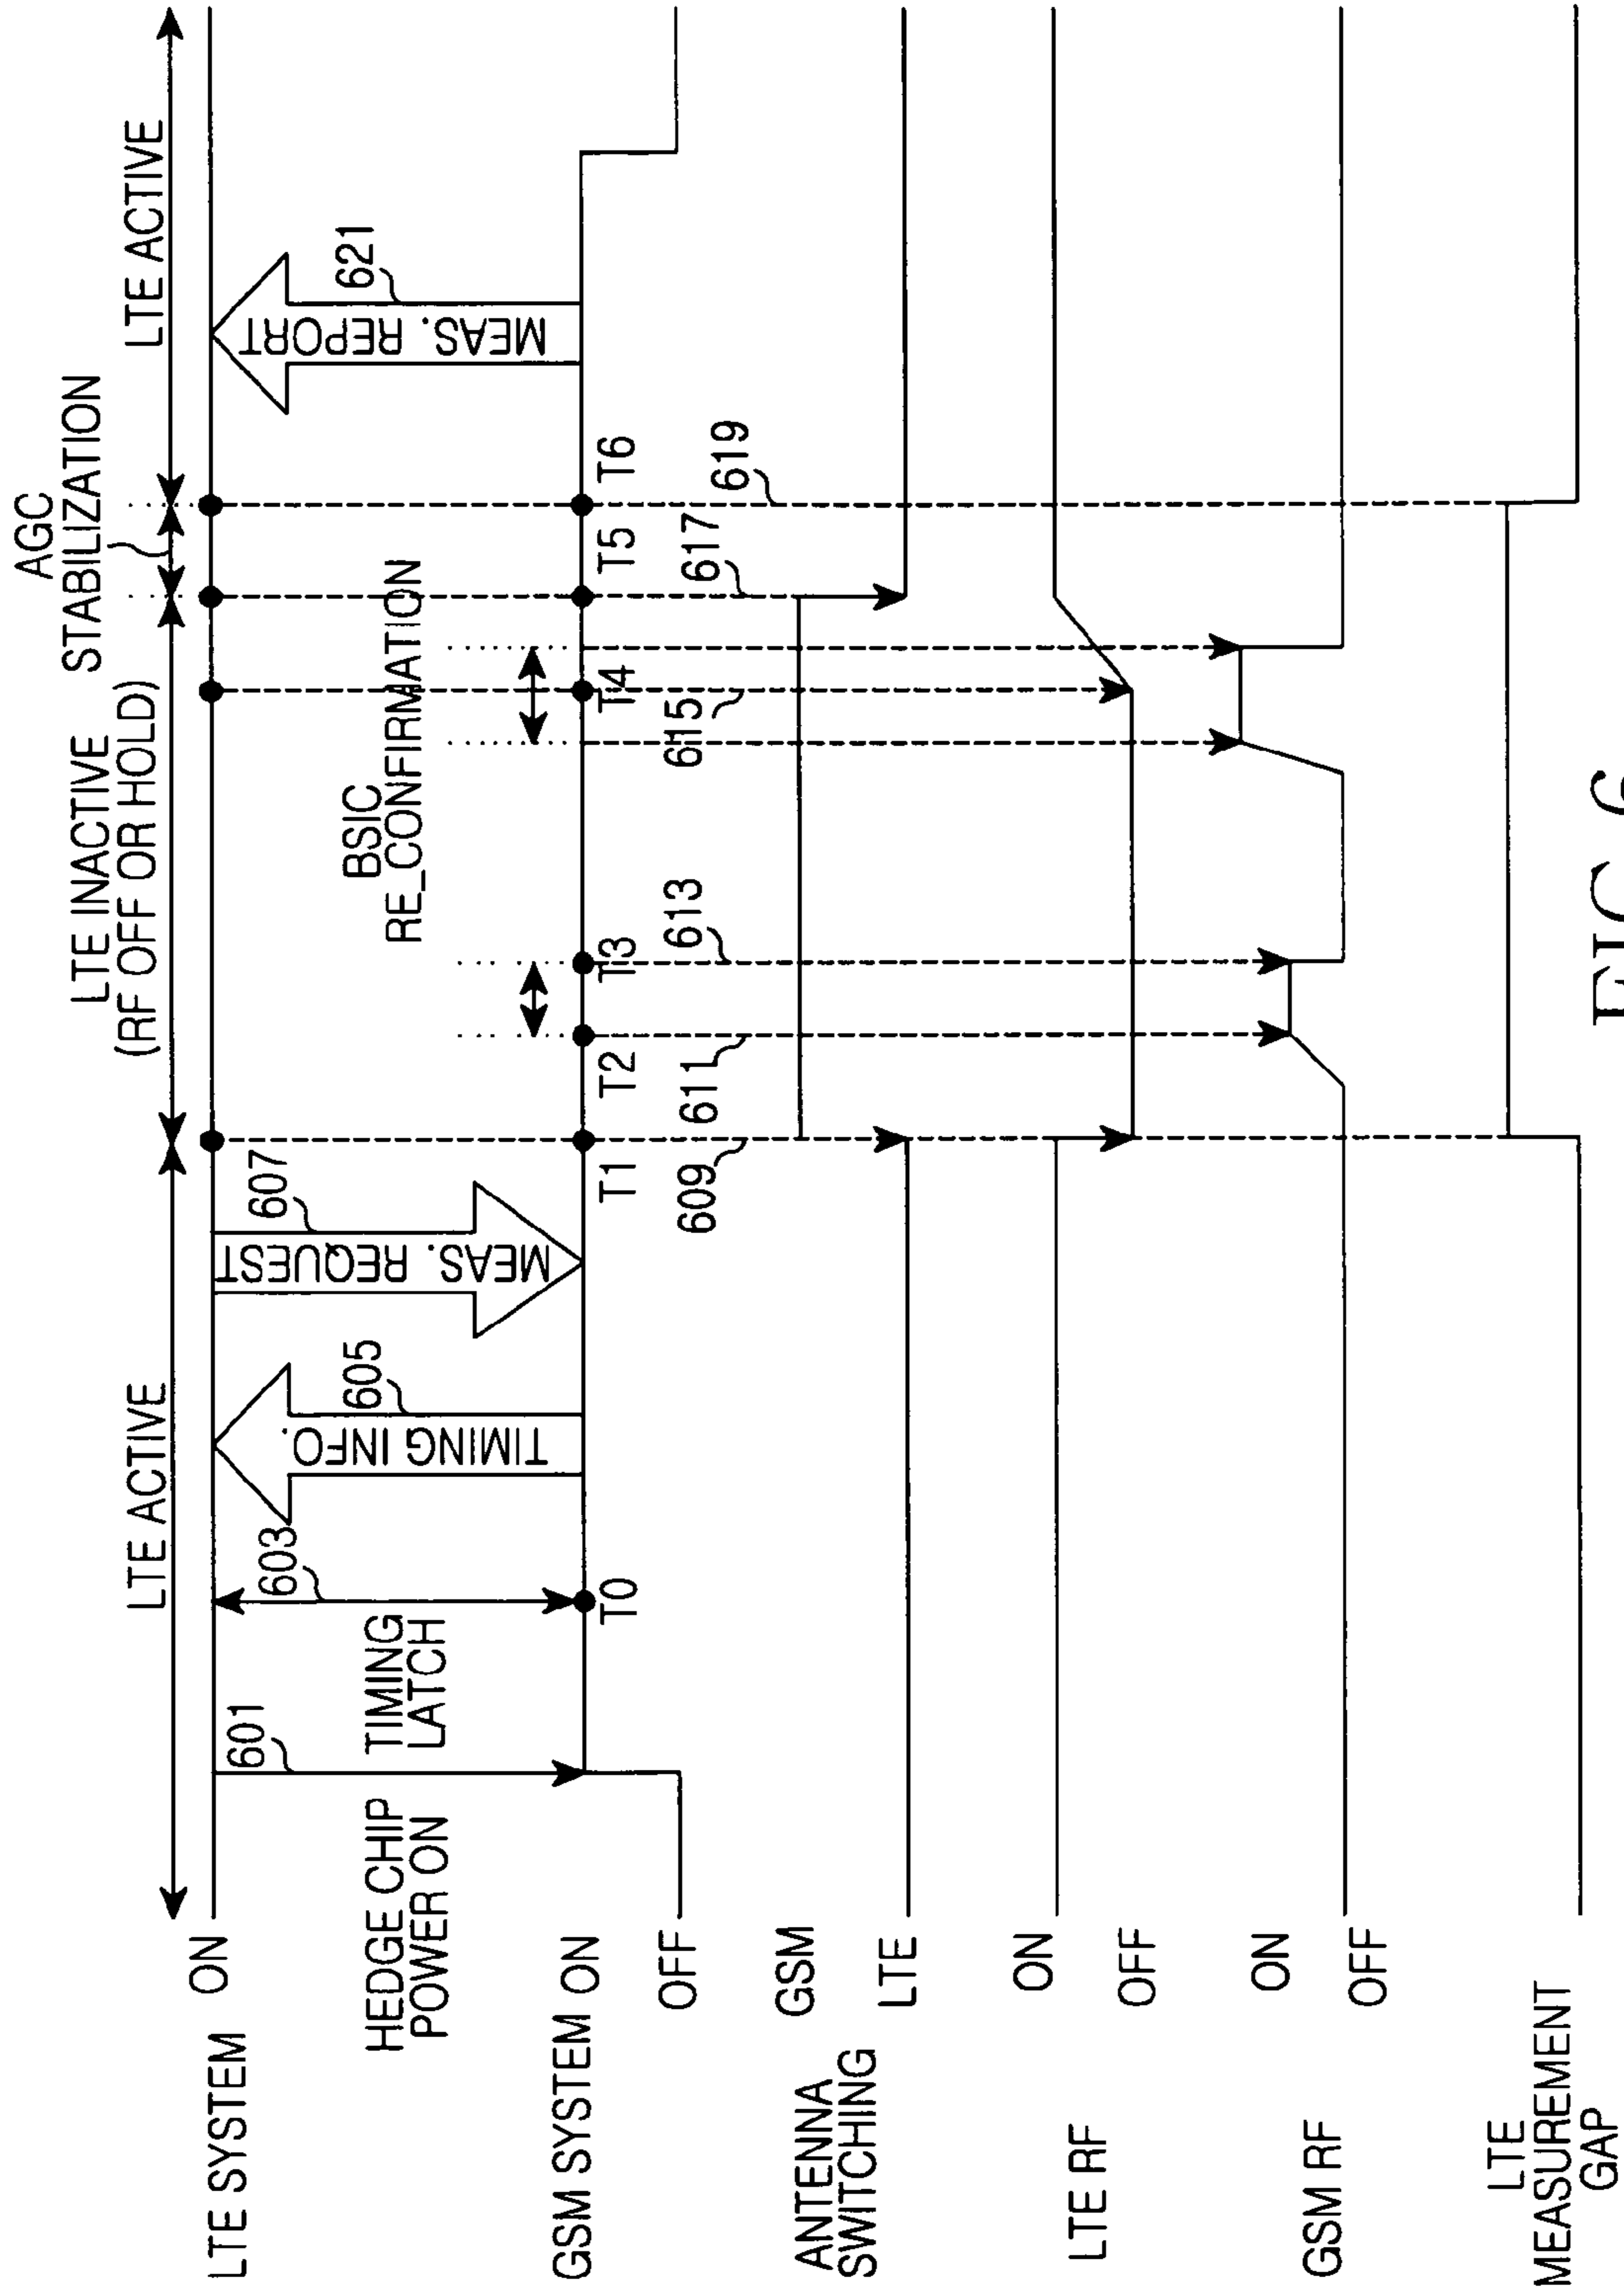 LTE ACTIVE
LTE INACTIVE
(RF OFF OR HOLD)
AGC
STABILIZATION
LTE ACTIVE
LTE SYSTEM
ON
601
603
605
607
621
HEDGE CHIP
POWER ON
TIMING
LATCH
TIMING INFO.
MEAS. REQUEST
BSIC
RE_CONFIRMATION
MEAS. REPORT
GSM SYSTEM
ON
OFF
T0
T1
T2
T3
T4
T5
T6
609
611
613
615
617
619
ANTENNA
SWITCHING
GSM
LTE
LTE RF
ON
OFF
GSM RF
ON
OFF
LTE
MEASUREMENT
GAP
FIG. 6